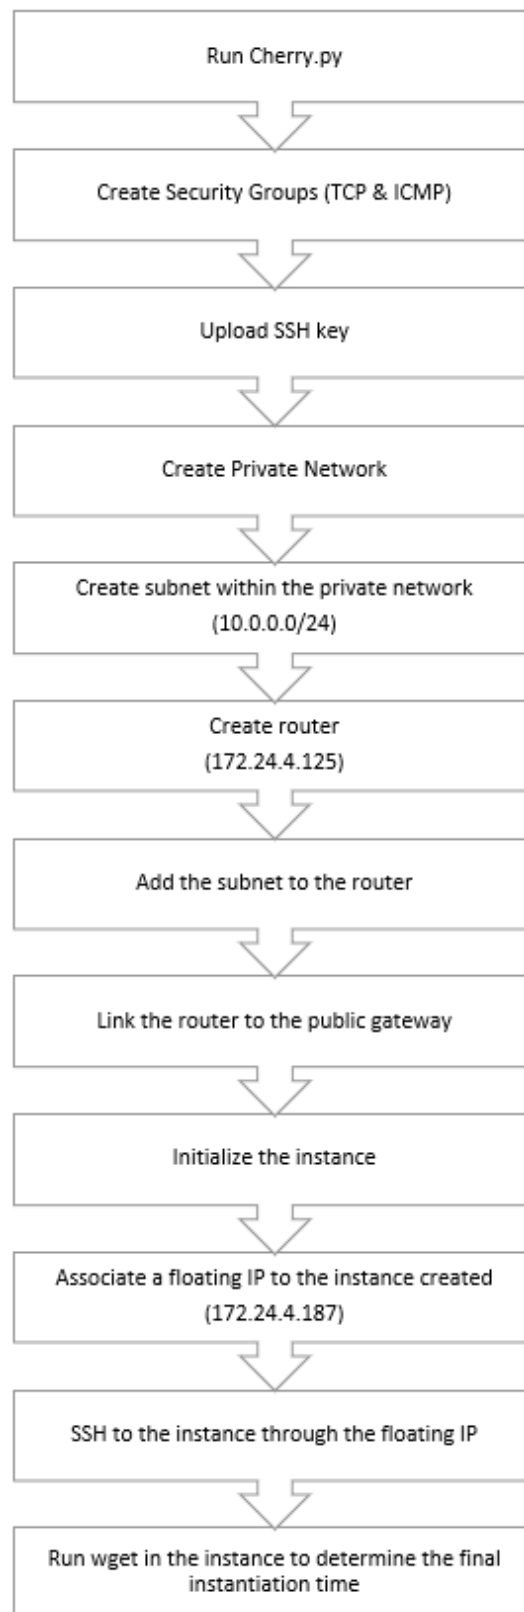 Run Cherry.py
Create Security Groups (TCP & ICMP)
Upload SSH key
Create Private Network
Create subnet within the private network
(10.0.0.0/24)
Create router
(172.24.4.125)
Add the subnet to the router
Link the router to the public gateway
Initialize the instance
Associate a floating IP to the instance created
(172.24.4.187)
SSH to the instance through the floating IP
Run wget in the instance to determine the final
instantiation time